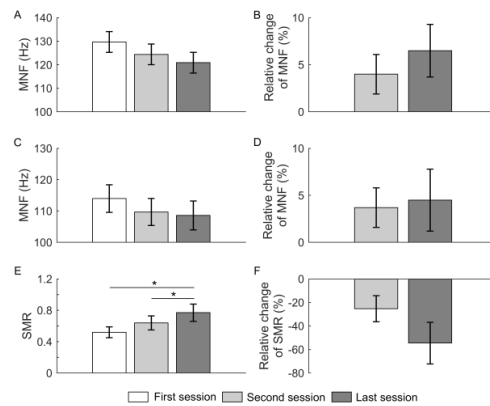 A
MNF (Hz)
140
130
120
110
100
B
Relative change
of MNF (%)
10
5
0
C
MNF (Hz)
130
120
110
100
D
Relative change
of MNF (%)
10
5
0
E
SMR
1.2
0.8
0.4
0
*
*
F
Relative change
of SMR (%)
0
-20
-40
-60
-80
First session Second session Last session